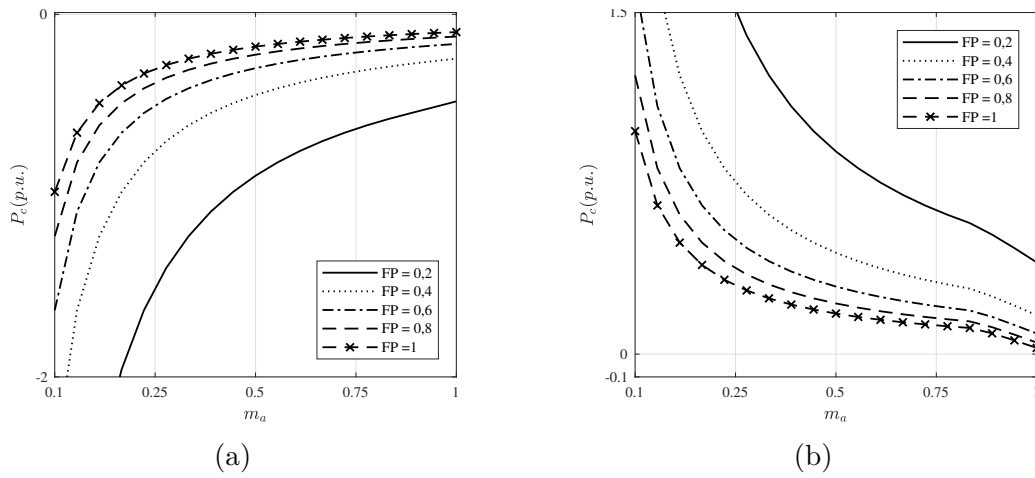 0
-2
P_c(p.u.)
0.1 0.25 0.5 0.75 1
m_a
FP = 0,2
FP = 0,4
FP = 0,6
FP = 0,8
FP =1
(a)
1.5
0
-0.1
P_c(p.u.)
0.1 0.25 0.5 0.75 1
m_a
FP = 0,2
FP = 0,4
FP = 0,6
FP = 0,8
FP =1
(b)